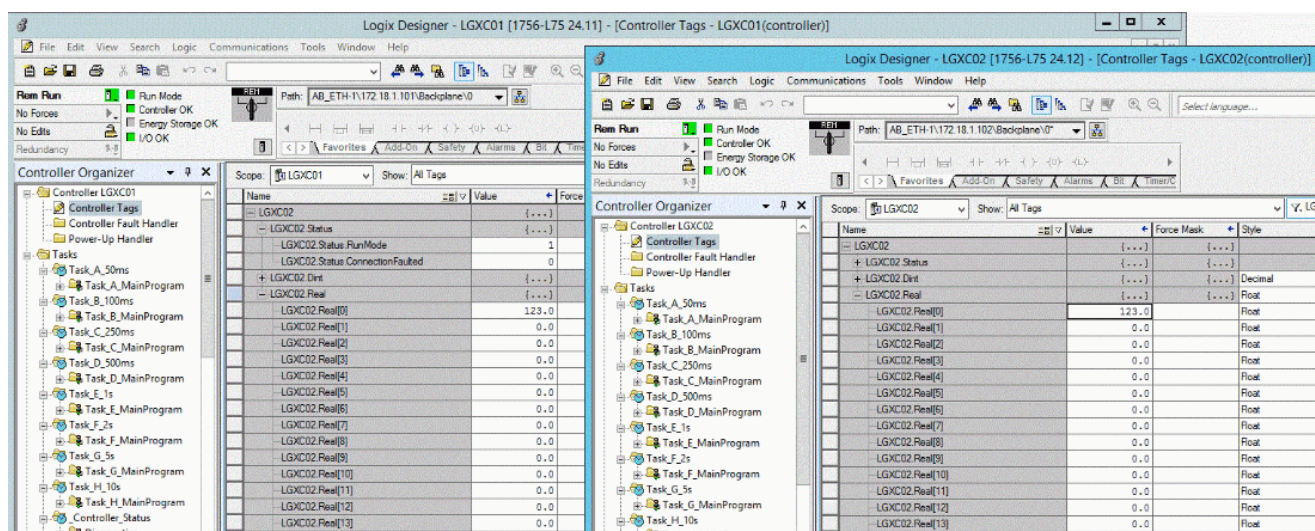 Logix Designer - LGXC01 [1756-L75 24.11] - [Controller Tags - LGXC01(controller)]
File Edit View Search Logic Communications Tools Window Help
Rem Run
No Forces
No Edits
Redundancy
Run Mode
Controller OK
Energy Storage OK
I/O OK
REM
Path: AB_ETH-1\172.18.1.101\Backplane\0
Favorites Add-On Safety Alarms Bit Time
Controller Organizer
Controller LGXC01
Controller Tags
Controller Fault Handler
Power-Up Handler
Tasks
Task_A_50ms
Task_A_MainProgram
Task_B_100ms
Task_B_MainProgram
Task_C_250ms
Task_C_MainProgram
Task_D_500ms
Task_D_MainProgram
Task_E_1s
Task_E_MainProgram
Task_F_2s
Task_F_MainProgram
Task_G_5s
Task_G_MainProgram
Task_H_10s
Task_H_MainProgram
_Controller_Status
Scope: LGXC01 Show: All Tags
Name Value Force
LGXC02 {...}
LGXC02.Status {...}
LGXC02.Status.RunMode 1
LGXC02.Status.ConnectionFaulted 0
LGXC02.Dint {...}
LGXC02.Real {...}
LGXC02.Real[0] 123.0
LGXC02.Real[1] 0.0
LGXC02.Real[2] 0.0
LGXC02.Real[3] 0.0
LGXC02.Real[4] 0.0
LGXC02.Real[5] 0.0
LGXC02.Real[6] 0.0
LGXC02.Real[7] 0.0
LGXC02.Real[8] 0.0
LGXC02.Real[9] 0.0
LGXC02.Real[10] 0.0
LGXC02.Real[11] 0.0
LGXC02.Real[12] 0.0
LGXC02.Real[13] 0.0
Logix Designer - LGXC02 [1756-L75 24.12] - [Controller Tags - LGXC02(controller)]
File Edit View Search Logic Communications Tools Window Help
Select language...
Rem Run
No Forces
No Edits
Redundancy
Run Mode
Controller OK
Energy Storage OK
I/O OK
REM
Path: AB_ETH-1\172.18.1.102\Backplane\0*
Favorites Add-On Safety Alarms Bit Timer/C
Controller Organizer
Controller LGXC02
Controller Tags
Controller Fault Handler
Power-Up Handler
Tasks
Task_A_50ms
Task_A_MainProgram
Task_B_100ms
Task_B_MainProgram
Task_C_250ms
Task_C_MainProgram
Task_D_500ms
Task_D_MainProgram
Task_E_1s
Task_E_MainProgram
Task_F_2s
Task_F_MainProgram
Task_G_5s
Task_G_MainProgram
Task_H_10s
Scope: LGXC02 Show: All Tags LG
Name Value Force Mask Style
LGXC02 {...} {...}
LGXC02.Status {...} {...}
LGXC02.Dint {...} {...} Decimal
LGXC02.Real {...} {...} Float
LGXC02.Real[0] 123.0 Float
LGXC02.Real[1] 0.0 Float
LGXC02.Real[2] 0.0 Float
LGXC02.Real[3] 0.0 Float
LGXC02.Real[4] 0.0 Float
LGXC02.Real[5] 0.0 Float
LGXC02.Real[6] 0.0 Float
LGXC02.Real[7] 0.0 Float
LGXC02.Real[8] 0.0 Float
LGXC02.Real[9] 0.0 Float
LGXC02.Real[10] 0.0 Float
LGXC02.Real[11] 0.0 Float
LGXC02.Real[12] 0.0 Float
LGXC02.Real[13] 0.0 Float